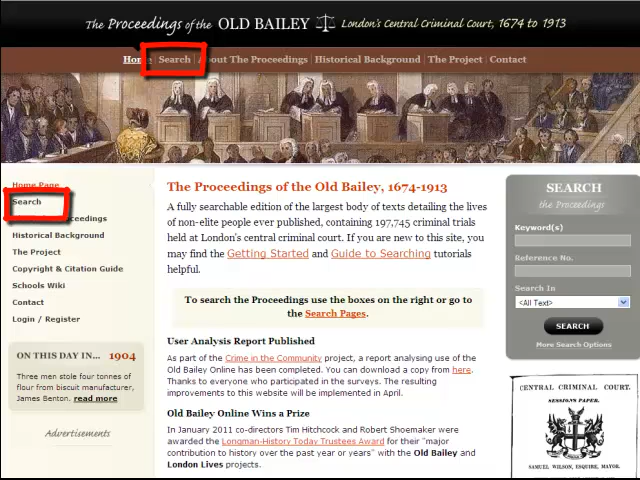 The Proceedings of the OLD BAILEY London's Central Criminal Court, 1674 to 1913
Home | Search | About The Proceedings | Historical Background | The Project | Contact
Home Page
Search
Proceedings
Historical Background
The Project
Copyright & Citation Guide
Schools Wiki
Contact
Login / Register
ON THIS DAY IN... 1904
Three men stole four tonnes of
flour from biscuit manufacturer,
James Benton. read more
Advertisements
The Proceedings of the Old Bailey, 1674-1913
A fully searchable edition of the largest body of texts detailing the lives
of non-elite people ever published, containing 197,745 criminal trials
held at London's central criminal court. If you are new to this site, you
may find the Getting Started and Guide to Searching tutorials
helpful.
To search the Proceedings use the boxes on the right or go to
the Search Pages.
User Analysis Report Published
As part of the Crime in the Community project, a report analysing use of the
Old Bailey Online has been completed. You can download a copy from here.
Thanks to everyone who participated in the surveys. The resulting
improvements to this website will be implemented in April.
Old Bailey Online Wins a Prize
In January 2011 co-directors Tim Hitchcock and Robert Shoemaker were
awarded the Longman-History Today Trustees Award for their "major
contribution to history over the past year or years" with the Old Bailey and
London Lives projects.
SEARCH
the Proceedings
Keyword(s)
Reference No.
Search In
<All Text>
SEARCH
More Search Options
CENTRAL CRIMINAL COURT.
SESSIONS PAPER.
SAMUEL WILSON, ESQUIRE, MAYOR.